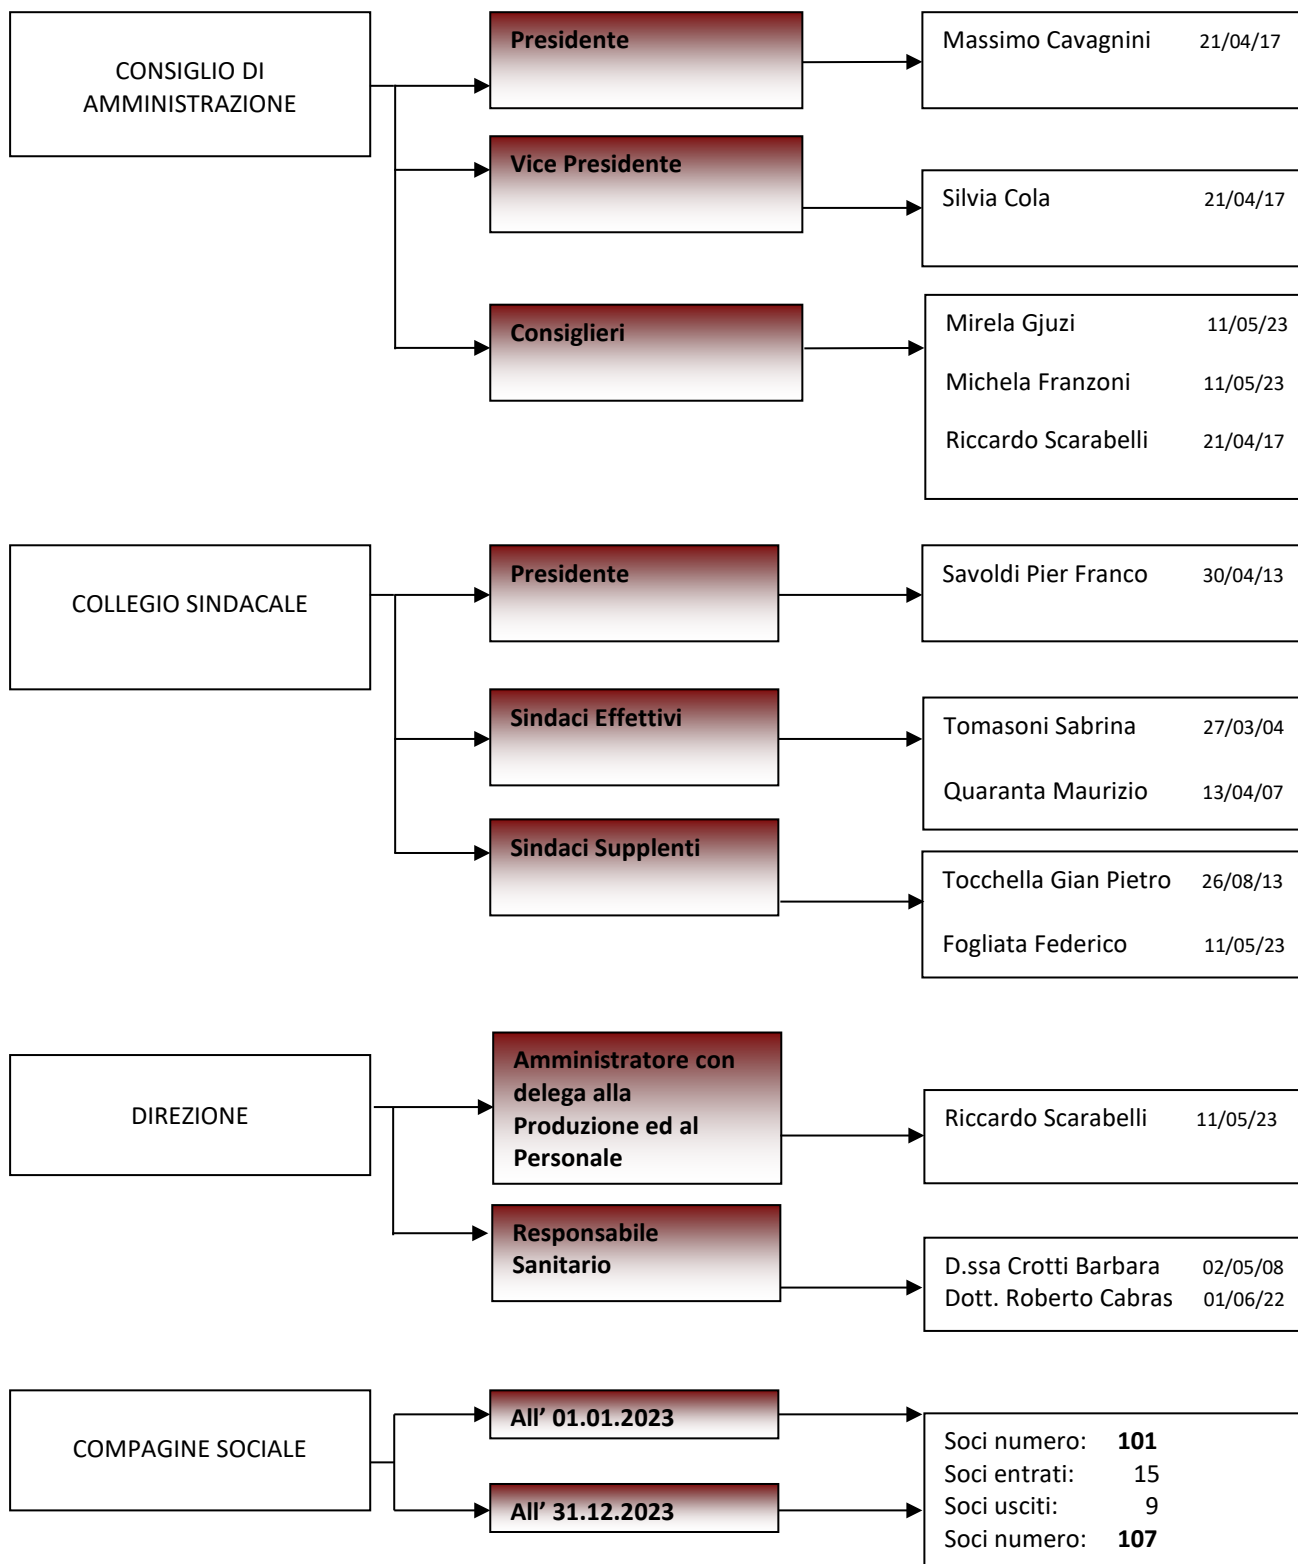 CONSIGLIO DI
AMMINISTRAZIONE
Presidente
Massimo Cavagnini 21/04/17
Vice Presidente
Silvia Cola 21/04/17
Consiglieri
Mirela Gjuzi 11/05/23
Michela Franzoni 11/05/23
Riccardo Scarabelli 21/04/17
COLLEGIO SINDACALE
Presidente
Savoldi Pier Franco 30/04/13
Sindaci Effettivi
Tomasoni Sabrina 27/03/04
Quaranta Maurizio 13/04/07
Sindaci Supplenti
Tocchella Gian Pietro 26/08/13
Fogliata Federico 11/05/23
DIREZIONE
Amministratore con
delega alla
Produzione ed al
Personale
Riccardo Scarabelli 11/05/23
Responsabile
Sanitario
D.ssa Crotti Barbara 02/05/08
Dott. Roberto Cabras 01/06/22
COMPAGINE SOCIALE
All' 01.01.2023
All' 31.12.2023
Soci numero: 101
Soci entrati: 15
Soci usciti: 9
Soci numero: 107